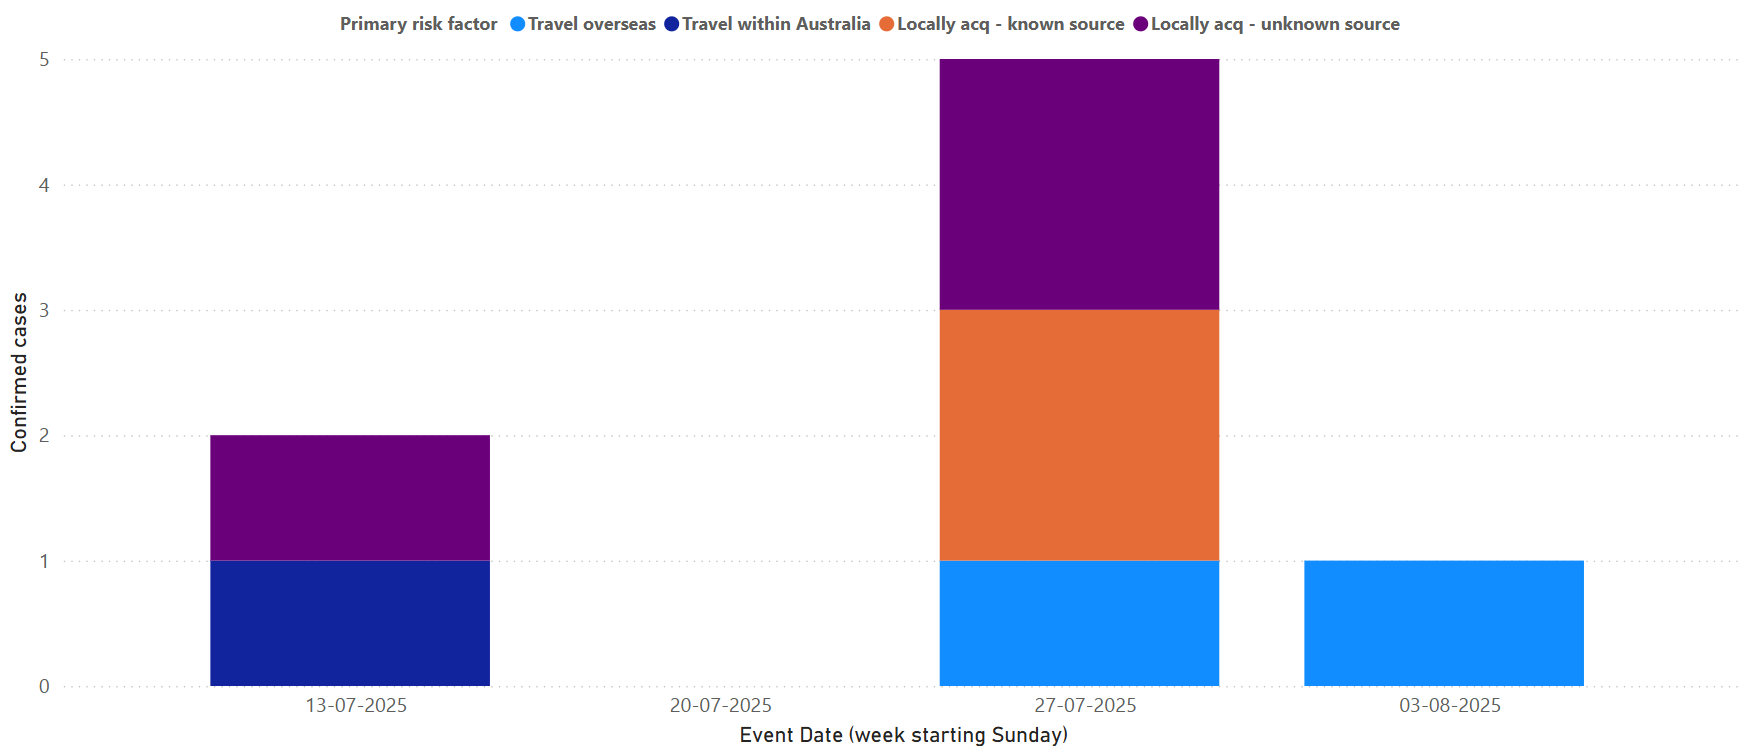 Primary risk factor Travel overseas Travel within Australia Locally acq - known source Locally acq - unknown source
5
4
3
2
1
0
Confirmed cases
13-07-2025 20-07-2025 27-07-2025 03-08-2025
Event Date (week starting Sunday)